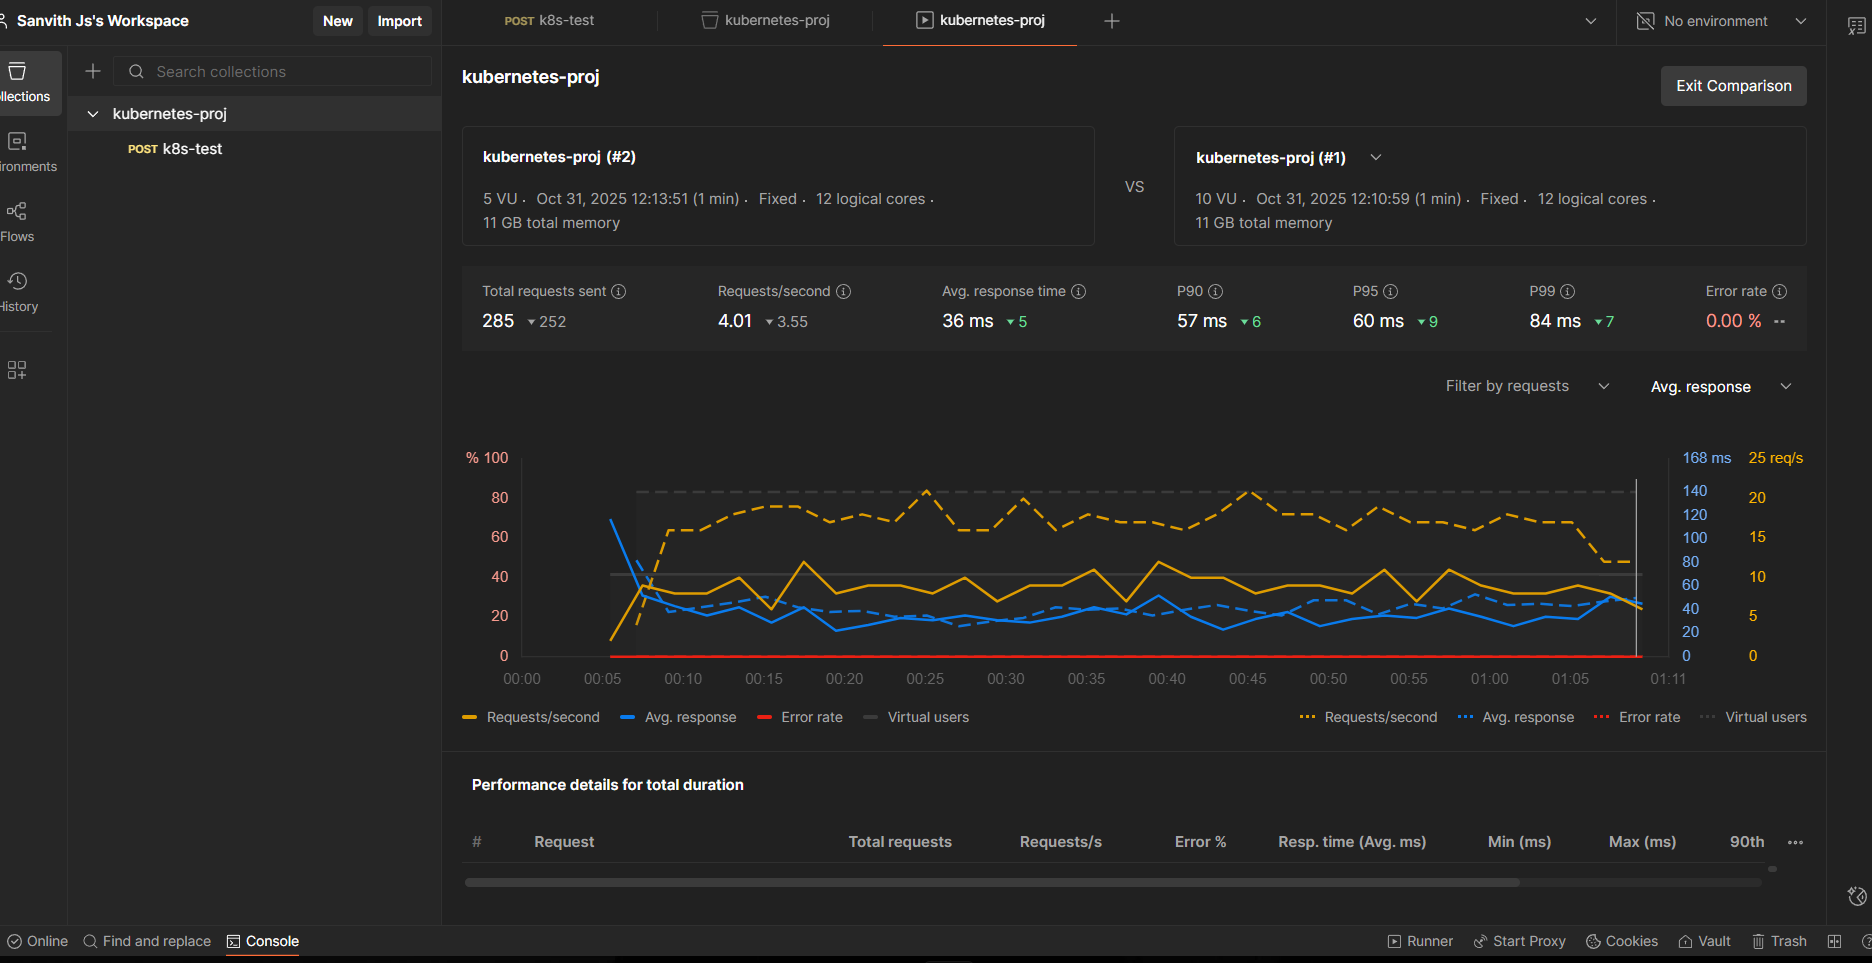 Sanvith Js's Workspace
New
Import
POST k8s-test
kubernetes-proj
kubernetes-proj
No environment
llections
Search collections
kubernetes-proj
POST k8s-test
ironments
Flows
History
kubernetes-proj
Exit Comparison
kubernetes-proj (#2)
5 VU · Oct 31, 2025 12:13:51 (1 min) · Fixed · 12 logical cores ·
11 GB total memory
VS
kubernetes-proj (#1)
10 VU · Oct 31, 2025 12:10:59 (1 min) · Fixed · 12 logical cores ·
11 GB total memory
Total requests sent
285 ▾ 252
Requests/second
4.01 ▾ 3.55
Avg. response time
36 ms ▾ 5
P90
57 ms ▾ 6
P95
60 ms ▾ 9
P99
84 ms ▾ 7
Error rate
0.00 % --
Filter by requests
Avg. response
% 100
80
60
40
20
0
168 ms
140
120
100
80
60
40
20
0
25 req/s
20
15
10
5
0
00:00 00:05 00:10 00:15 00:20 00:25 00:30 00:35 00:40 00:45 00:50 00:55 01:00 01:05 01:11
Requests/second Avg. response Error rate Virtual users
Requests/second Avg. response Error rate Virtual users
Performance details for total duration
# Request Total requests Requests/s Error % Resp. time (Avg. ms) Min (ms) Max (ms) 90th
Online Find and replace Console
Runner Start Proxy Cookies Vault Trash